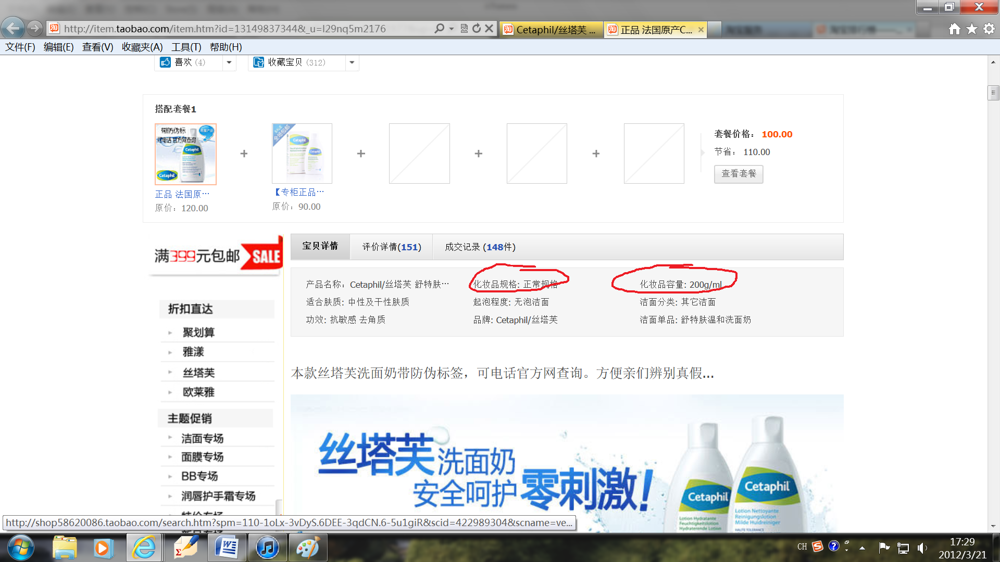 http://item.taobao.com/item.htm?id=13149837344&_u=l29nq5m2176
Cetaphil/丝塔芙 ...
正品 法国原产C...
文件(F) 编辑(E) 查看(V) 收藏夹(A) 工具(T) 帮助(H)
喜欢 (4)
收藏宝贝 (312)
搭配套餐1
带防伪标
可电话 官方网查询
Cetaphil
Cetaphil
Cetaphil
Cetaphil
套餐价格： 100.00
节省： 110.00
查看套餐
正品 法国原···
原价：120.00
【专柜正品···
原价：90.00
满399元包邮 SALE
宝贝详情 评价详情(151) 成交记录 (148件)
产品名称：Cetaphil/丝塔芙 舒特肤··· 化妆品规格: 正常规格 化妆品容量: 200g/ml
适合肤质: 中性及干性肤质 起泡程度: 无泡洁面 洁面分类: 其它洁面
功效: 抗敏感 去角质 品牌: Cetaphil/丝塔芙 洁面单品: 舒特肤温和洗面奶
折扣直达
聚划算
雅漾
丝塔芙
欧莱雅
主题促销
洁面专场
面膜专场
BB专场
润唇护手霜专场
特价专场
本款丝塔芙洗面奶带防伪标签，可电话官方网查询。方便亲们辨别真假...
丝塔芙洗面奶
安全呵护零刺激!
Cetaphil
Lotion Hydratante
Feuchtigkeitslotion
Hydraterende Lotion
Cetaphil
Lotion Nettoyante
Reinigungslotion
Milde Huidreiniger
http://shop58620086.taobao.com/search.htm?spm=110-1oLx-3vDyS.6DEE-3qdCN.6-5u1giR&scid=422989304&scname=ve...
CH
17:29
2012/3/21